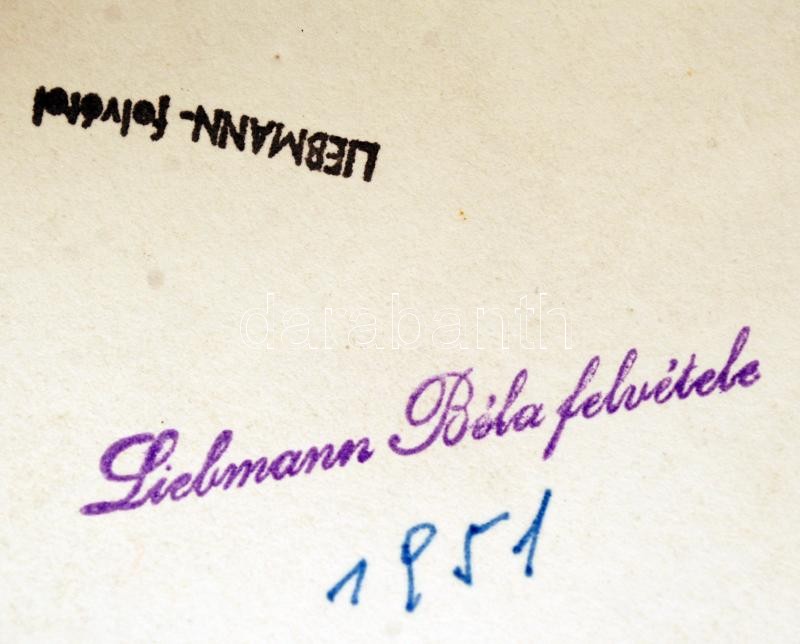 LIEBMANN- felvétel
darabanth
Liebmann Béla felvétele
1951